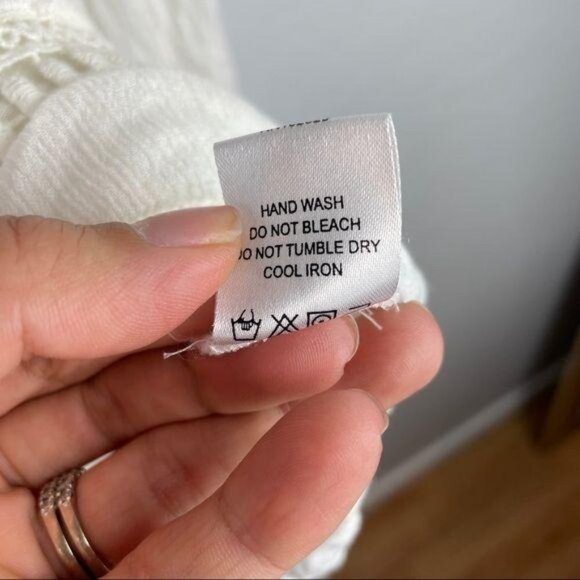 HAND WASH
DO NOT BLEACH
DO NOT TUMBLE DRY
COOL IRON